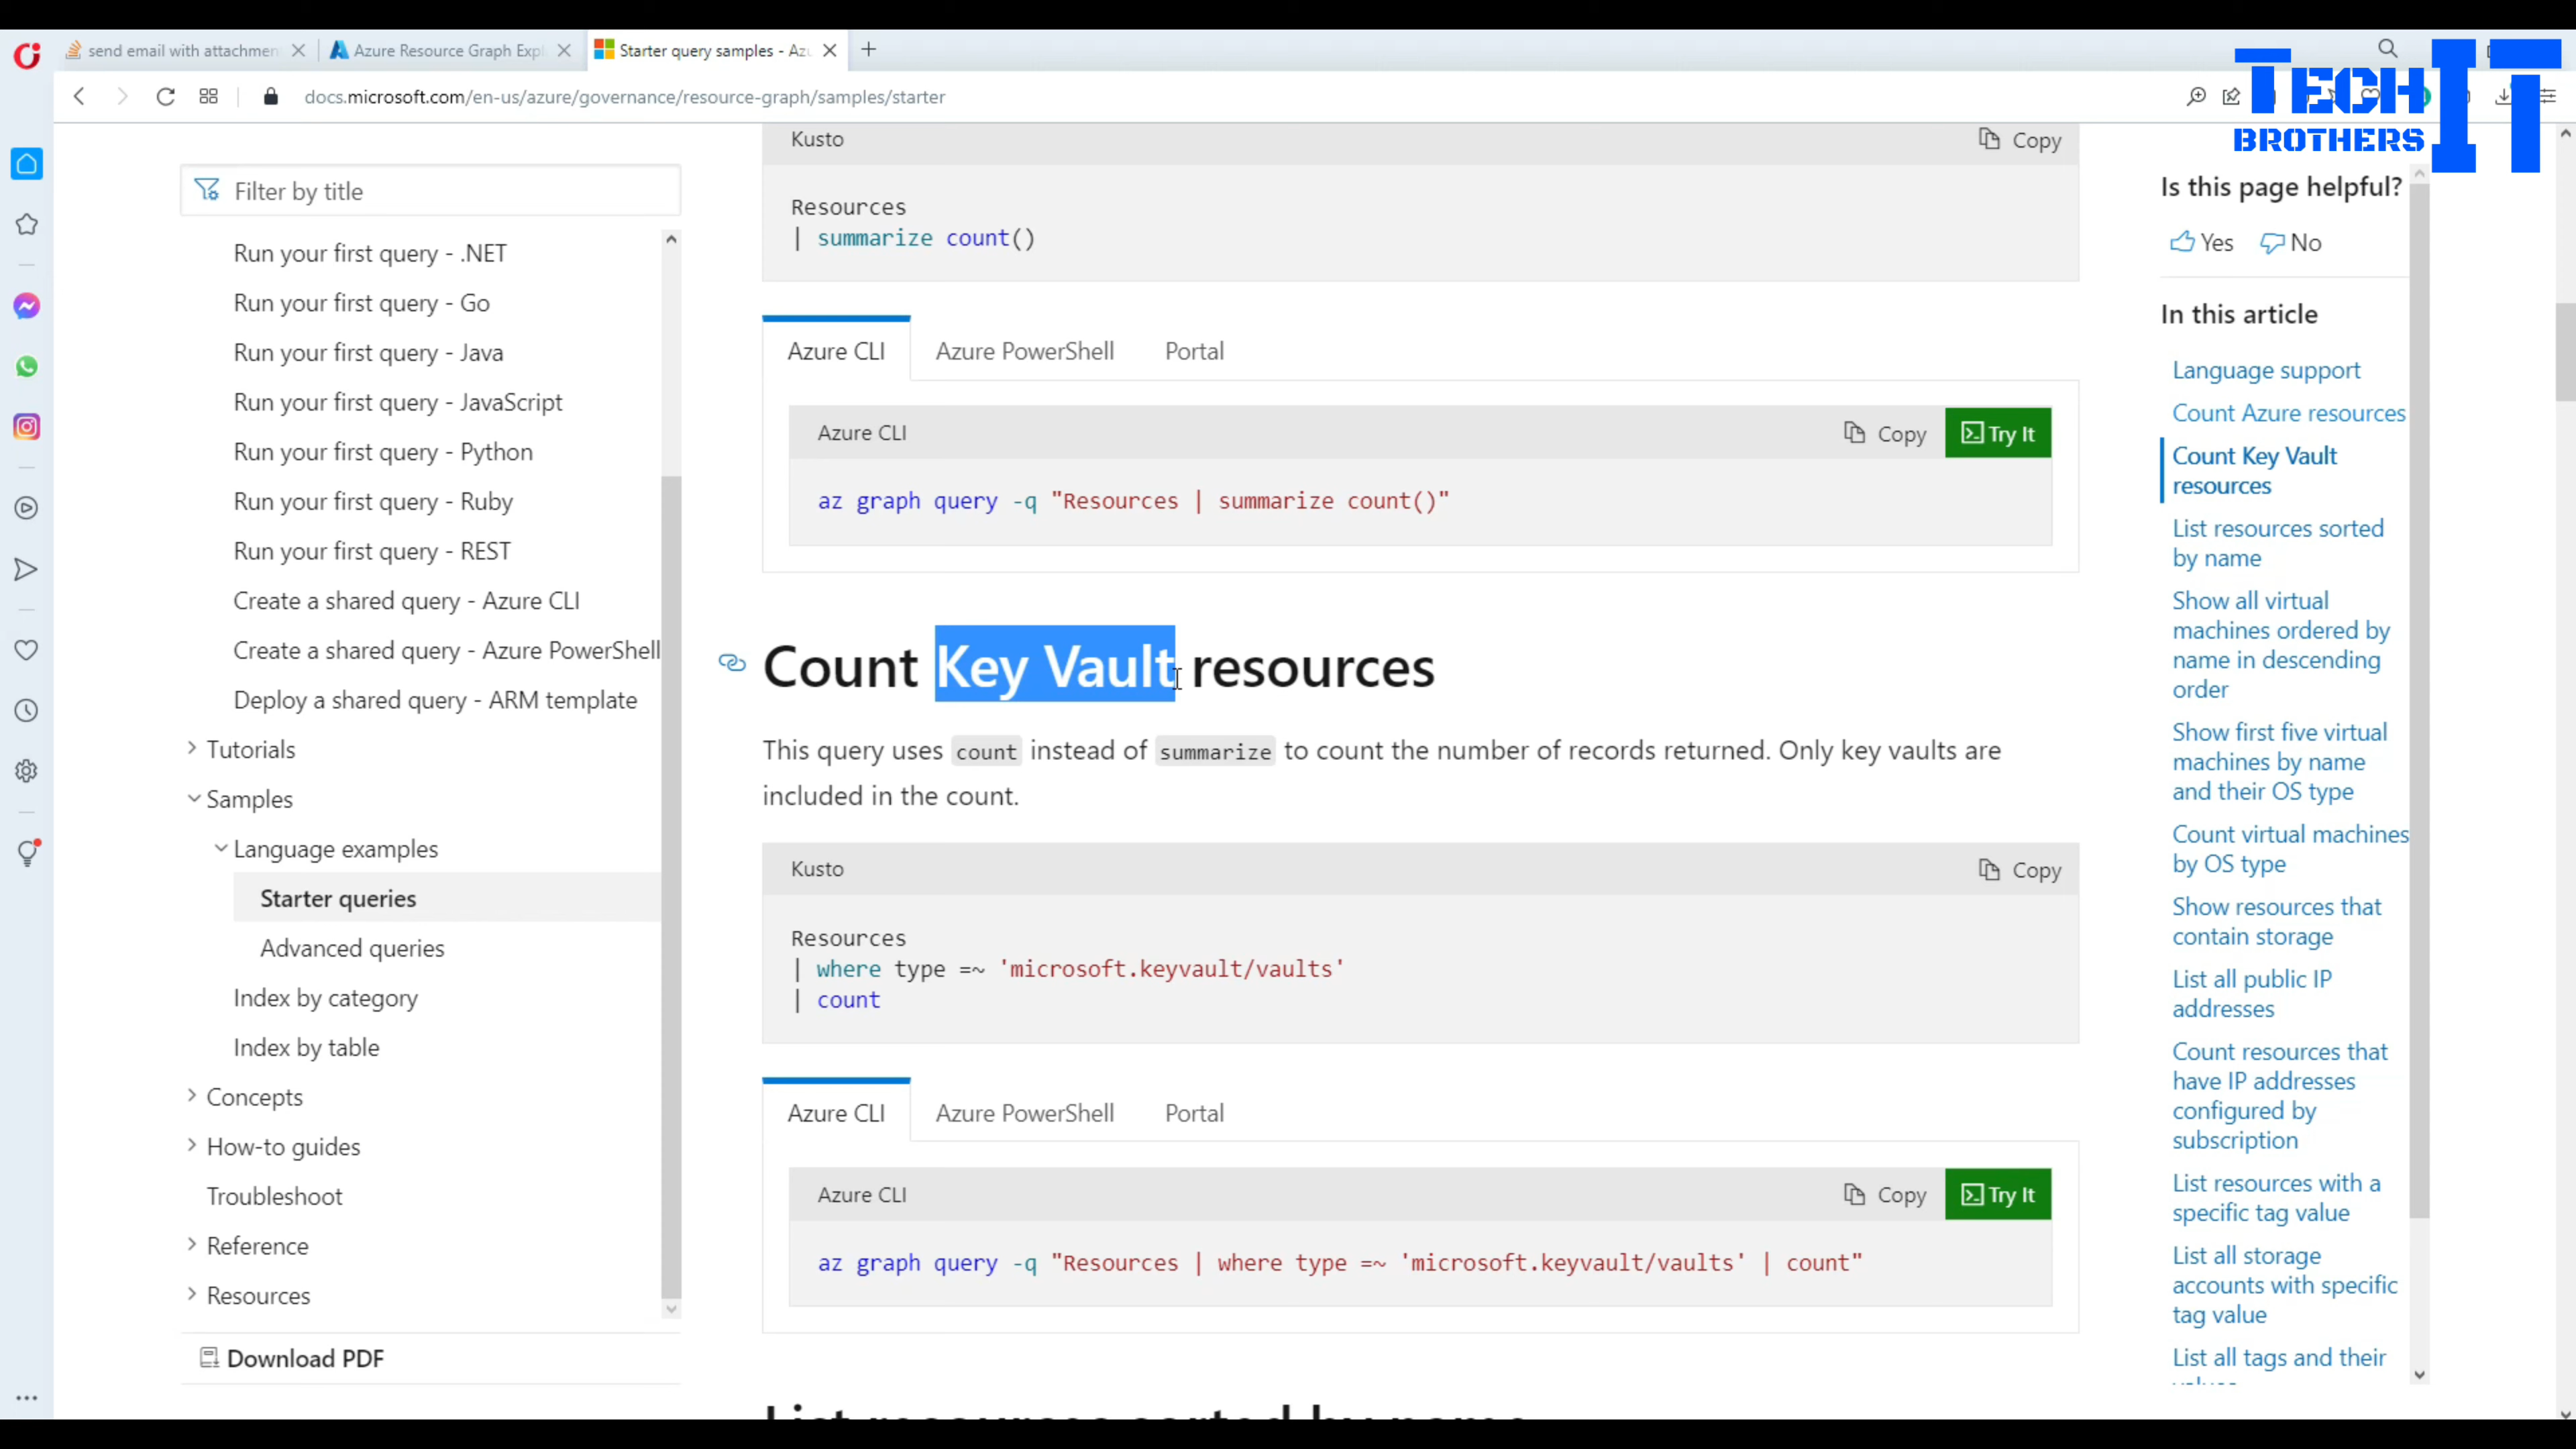 send email with attachmen
Azure Resource Graph Expl
Starter query samples - Azu
docs.microsoft.com/en-us/azure/governance/resource-graph/samples/starter
TECH IT
BROTHERS
Filter by title
Run your first query - .NET
Run your first query - Go
Run your first query - Java
Run your first query - JavaScript
Run your first query - Python
Run your first query - Ruby
Run your first query - REST
Create a shared query - Azure CLI
Create a shared query - Azure PowerShell
Deploy a shared query - ARM template
Tutorials
Samples
Language examples
Starter queries
Advanced queries
Index by category
Index by table
Concepts
How-to guides
Troubleshoot
Reference
Resources
Download PDF
Kusto
Copy
Resources
| summarize count()
Azure CLI
Azure PowerShell
Portal
Azure CLI
Copy
Try It
az graph query -q "Resources | summarize count()"
Count Key Vault resources
This query uses count instead of summarize to count the number of records returned. Only key vaults are
included in the count.
Kusto
Copy
Resources
| where type =~ 'microsoft.keyvault/vaults'
| count
Azure CLI
Azure PowerShell
Portal
Azure CLI
Copy
Try It
az graph query -q "Resources | where type =~ 'microsoft.keyvault/vaults' | count"
List resources sorted by name
Is this page helpful?
Yes
No
In this article
Language support
Count Azure resources
Count Key Vault
resources
List resources sorted
by name
Show all virtual
machines ordered by
name in descending
order
Show first five virtual
machines by name
and their OS type
Count virtual machines
by OS type
Show resources that
contain storage
List all public IP
addresses
Count resources that
have IP addresses
configured by
subscription
List resources with a
specific tag value
List all storage
accounts with specific
tag value
List all tags and their
values